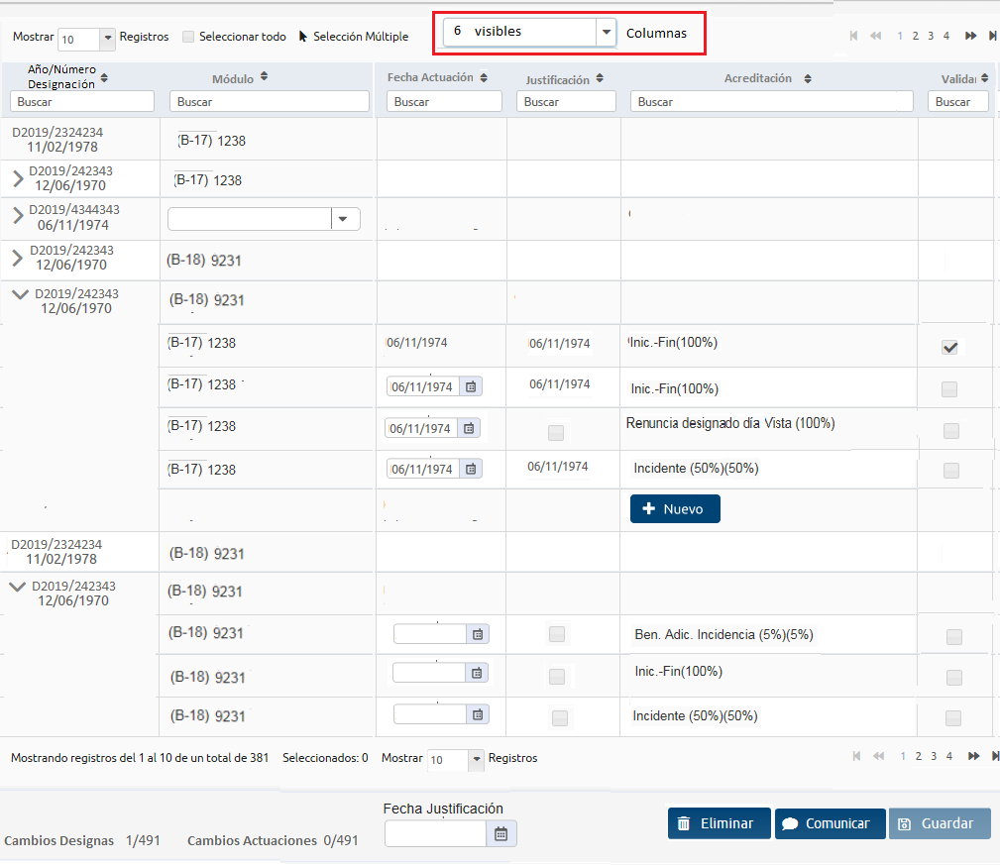 Mostrar 10 Registros Seleccionar todo Selección Múltiple 6 visibles Columnas 1 2 3 4
Año/Número Designación Módulo Fecha Actuación Justificación Acreditación Validar
Buscar Buscar Buscar Buscar Buscar Buscar
D2019/2324234 (B-17) 1238
11/02/1978
D2019/242343 (B-17) 1238
12/06/1970
D2019/4344343
06/11/1974
D2019/242343 (B-18) 9231
12/06/1970
D2019/242343 (B-18) 9231
12/06/1970
(B-17) 1238 06/11/1974 06/11/1974 Inic.-Fin(100%)
(B-17) 1238 06/11/1974 06/11/1974 Inic.-Fin(100%)
(B-17) 1238 06/11/1974 Renuncia designado día Vista (100%)
(B-17) 1238 06/11/1974 06/11/1974 Incidente (50%)(50%)
Nuevo
D2019/2324234 (B-18) 9231
11/02/1978
D2019/242343 (B-18) 9231
12/06/1970
(B-18) 9231 Ben. Adic. Incidencia (5%)(5%)
(B-18) 9231 Inic.-Fin(100%)
(B-18) 9231 Incidente (50%)(50%)
Mostrando registros del 1 al 10 de un total de 381 Seleccionados: 0 Mostrar 10 Registros 1 2 3 4
Fecha Justificación
Cambios Designas 1/491 Cambios Actuaciones 0/491 Eliminar Comunicar Guardar